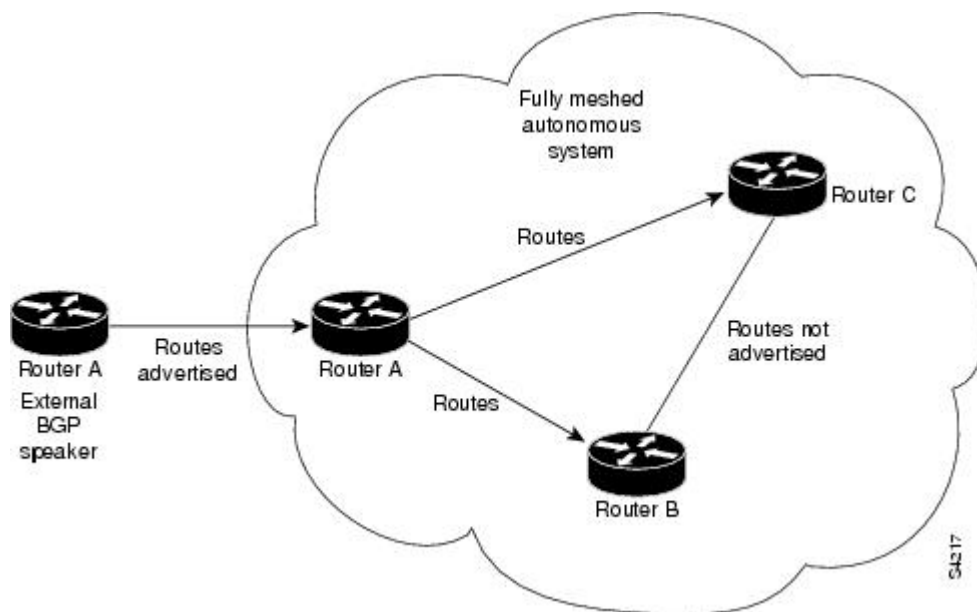 Fully meshed
autonomous
system
Router C
Routes
Routes not
advertised
Router A
Routes
advertised
Router A
External
BGP
speaker
Routes
Router B
S4217